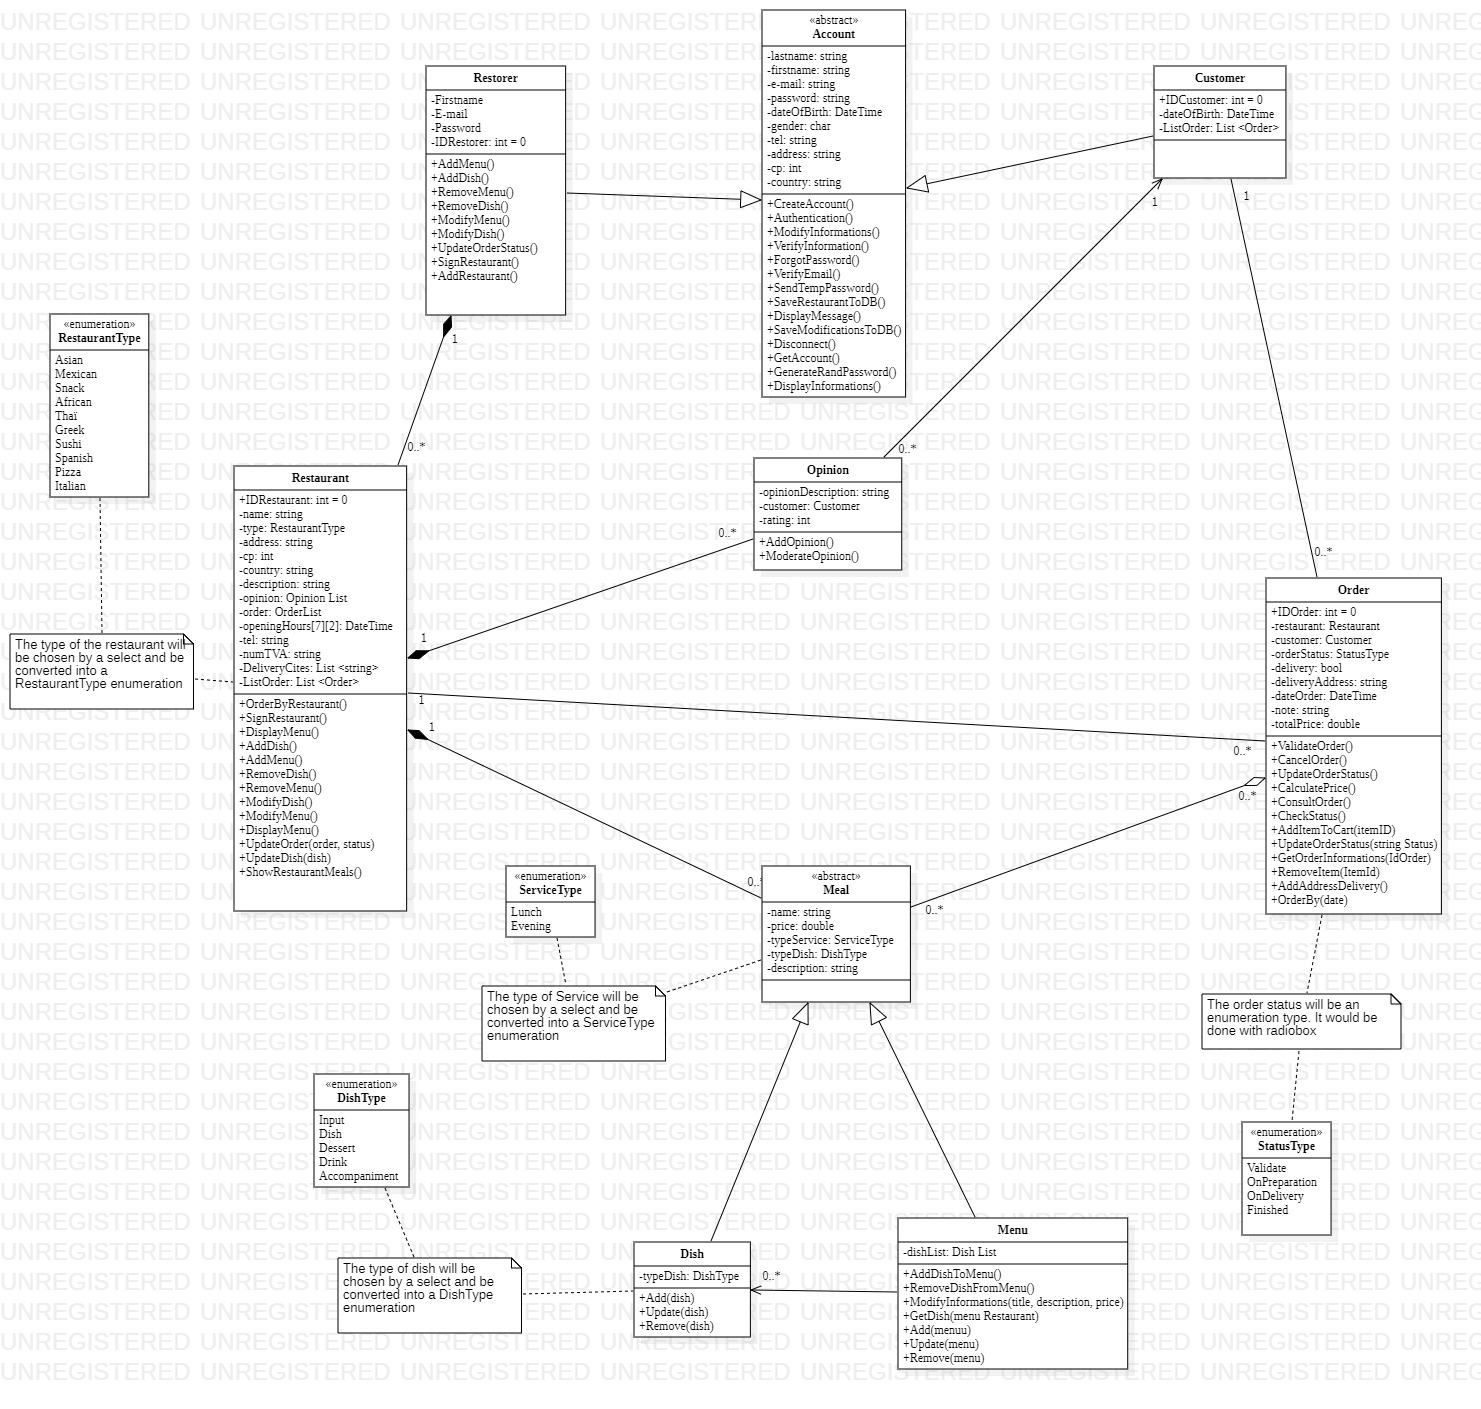 «abstract»
Account
-lastname: string
-firstname: string
-e-mail: string
-password: string
-dateOfBirth: DateTime
-gender: char
-tel: string
-address: string
-cp: int
-country: string
+CreateAccount()
+Authentication()
+ModifyInformations()
+VerifyInformation()
+ForgotPassword()
+VerifyEmail()
+SendTempPassword()
+SaveRestaurantToDB()
+DisplayMessage()
+SaveModificationsToDB()
+Disconnect()
+GetAccount()
+GenerateRandPassword()
+DisplayInformations()
Restorer
-Firstname
-E-mail
-Password
-IDRestorer: int = 0
+AddMenu()
+AddDish()
+RemoveMenu()
+RemoveDish()
+ModifyMenu()
+ModifyDish()
+UpdateOrderStatus()
+SignRestaurant()
+AddRestaurant()
Customer
+IDCustomer: int = 0
-dateOfBirth: DateTime
-ListOrder: List <Order>
1
1
1
0..*
0..*
«enumeration»
RestaurantType
Asian
Mexican
Snack
African
Thaï
Greek
Sushi
Spanish
Pizza
Italian
Restaurant
+IDRestaurant: int = 0
-name: string
-type: RestaurantType
-address: string
-cp: int
-country: string
-description: string
-opinion: Opinion List
-order: OrderList
-openingHours[7][2]: DateTime
-tel: string
-numTVA: string
-DeliveryCites: List <string>
-ListOrder: List <Order>
+OrderByRestaurant()
+SignRestaurant()
+DisplayMenu()
+AddDish()
+AddMenu()
+RemoveDish()
+RemoveMenu()
+ModifyDish()
+ModifyMenu()
+DisplayMenu()
+UpdateOrder(order, status)
+UpdateDish(dish)
+ShowRestaurantMeals()
Opinion
-opinionDescription: string
-customer: Customer
-rating: int
+AddOpinion()
+ModerateOpinion()
0..*
0..*
1
1
1
0..*
0..*
0..
0..*
The type of the restaurant will
be chosen by a select and be
converted into a
RestaurantType enumeration
Order
+IDOrder: int = 0
-restaurant: Restaurant
-customer: Customer
-orderStatus: StatusType
-delivery: bool
-deliveryAddress: string
-dateOrder: DateTime
-note: string
-totalPrice: double
+ValidateOrder()
+CancelOrder()
+UpdateOrderStatus()
+CalculatePrice()
+ConsultOrder()
+CheckStatus()
+AddItemToCart(itemID)
+UpdateOrderStatus(string Status)
+GetOrderInformations(IdOrder)
+RemoveItem(ItemId)
+AddAddressDelivery()
+OrderBy(date)
«enumeration»
ServiceType
Lunch
Evening
«abstract»
Meal
-name: string
-price: double
-typeService: ServiceType
-typeDish: DishType
-description: string
The type of Service will be
chosen by a select and be
converted into a ServiceType
enumeration
The order status will be an
enumeration type. It would be
done with radiobox
«enumeration»
DishType
Input
Dish
Dessert
Drink
Accompaniment
«enumeration»
StatusType
Validate
OnPreparation
OnDelivery
Finished
The type of dish will be
chosen by a select and be
converted into a DishType
enumeration
Dish
-typeDish: DishType
+Add(dish)
+Update(dish)
+Remove(dish)
0..*
Menu
-dishList: Dish List
+AddDishToMenu()
+RemoveDishFromMenu()
+ModifyInformations(title, description, price)
+GetDish(menu Restaurant)
+Add(menuu)
+Update(menu)
+Remove(menu)
UNREGISTERED